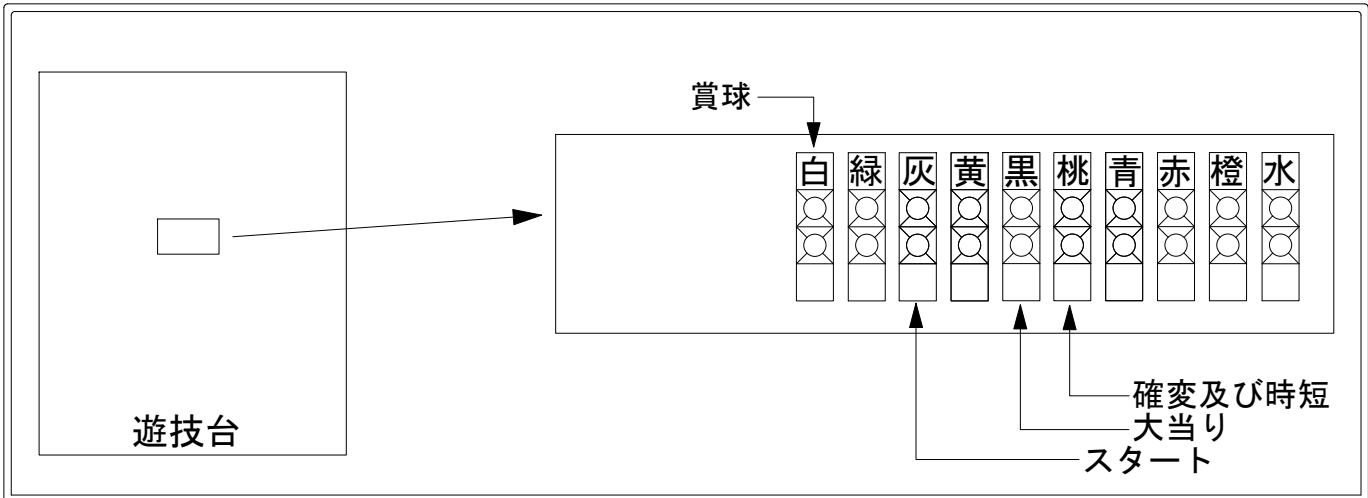 賞球
白 緑 灰 黄 黒 桃 青 赤 橙 水
確変及び時短
大当り
スタート
遊技台